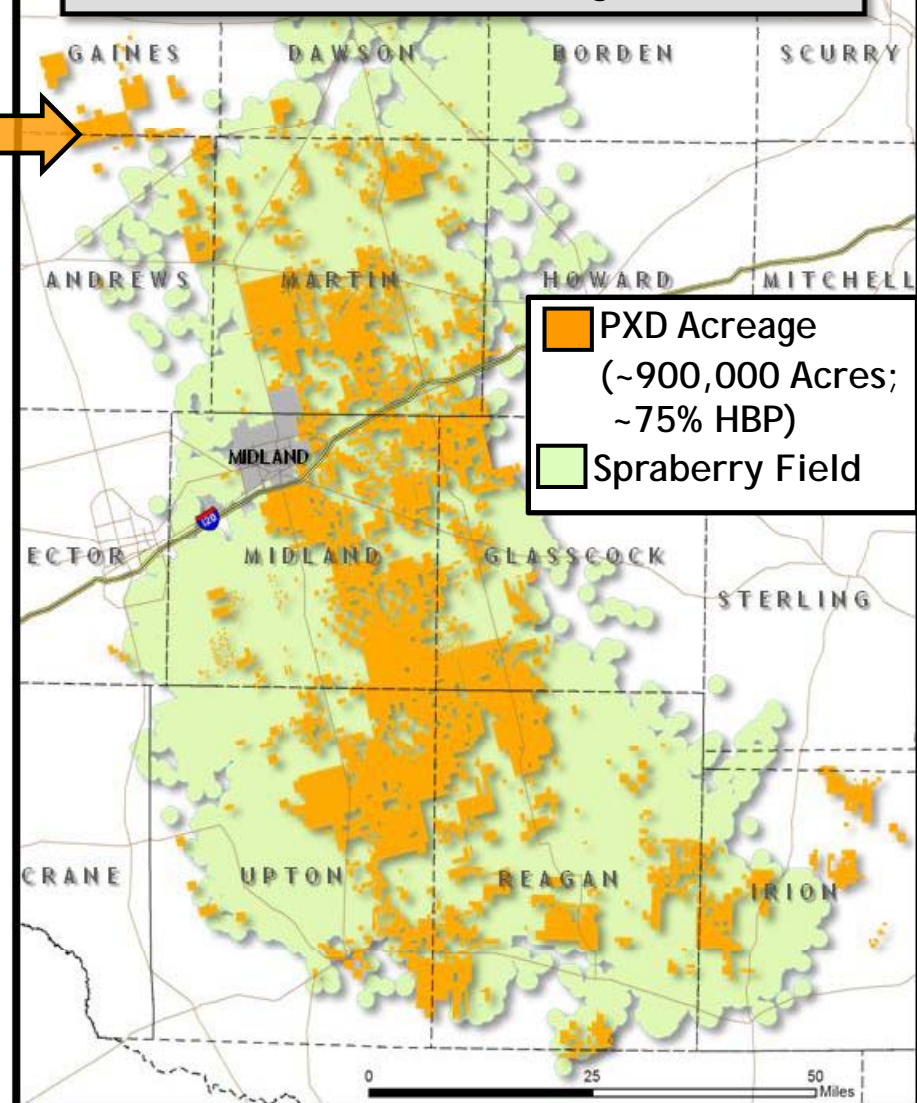 GAINES DAWSON BORDEN SCURRY
ANDREWS MARTIN HOWARD MITCHELL
PXD Acreage
(~900,000 Acres;
~75% HBP)
Spraberry Field
MIDLAND
20
ECTOR MIDLAND GLASSCOCK
STERLING
CRANE UPTON REAGAN IRION
0 25 50
Miles